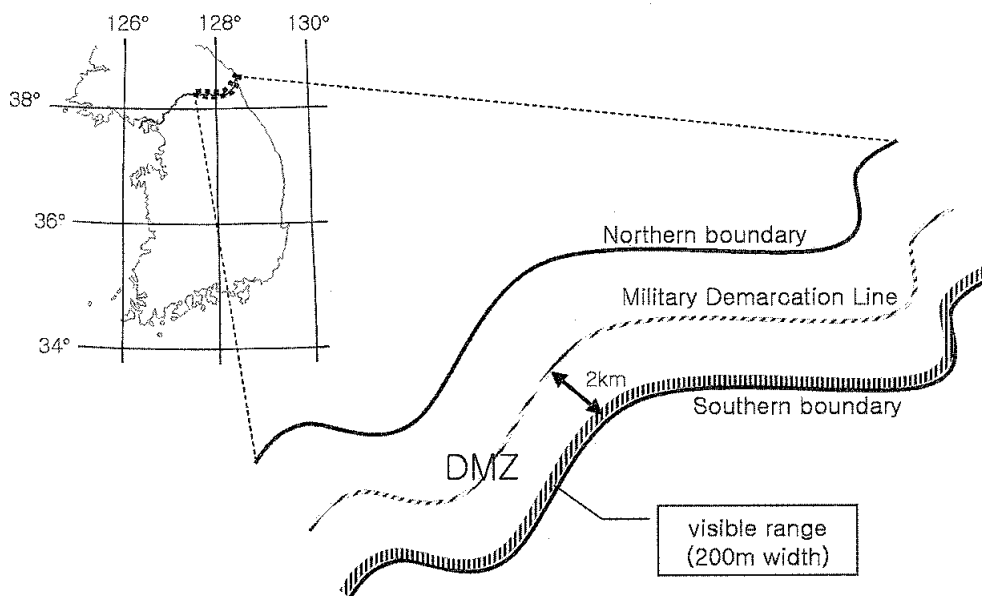 126° 128° 130°
38°
36°
34°
Northern boundary
Military Demarcation Line
2km
Southern boundary
DMZ
visible range
(200m width)